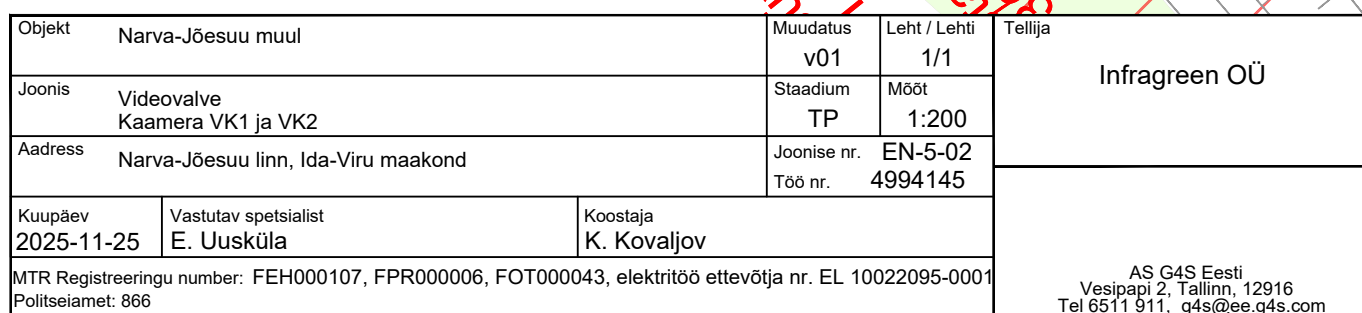 Objekt
Narva-Jõesuu muul
Muudatus
v01
Leht / Lehti
1/1
Tellija
Infragreen OÜ
Joonis
Videovalve
Kaamera VK1 ja VK2
Staadium
TP
Mõõt
1:200
Aadress
Narva-Jõesuu linn, Ida-Viru maakond
Joonise nr. EN-5-02
Töö nr. 4994145
Kuupäev
2025-11-25
Vastutav spetsialist
E. Uusküla
Koostaja
K. Kovaljov
MTR Registreeringu number: FEH000107, FPR000006, FOT000043, elektritöö ettevõtja nr. EL 10022095-0001
Politseiamet: 866
AS G4S Eesti
Vesipapi 2, Tallinn, 12916
Tel 6511 911, g4s@ee.g4s.com